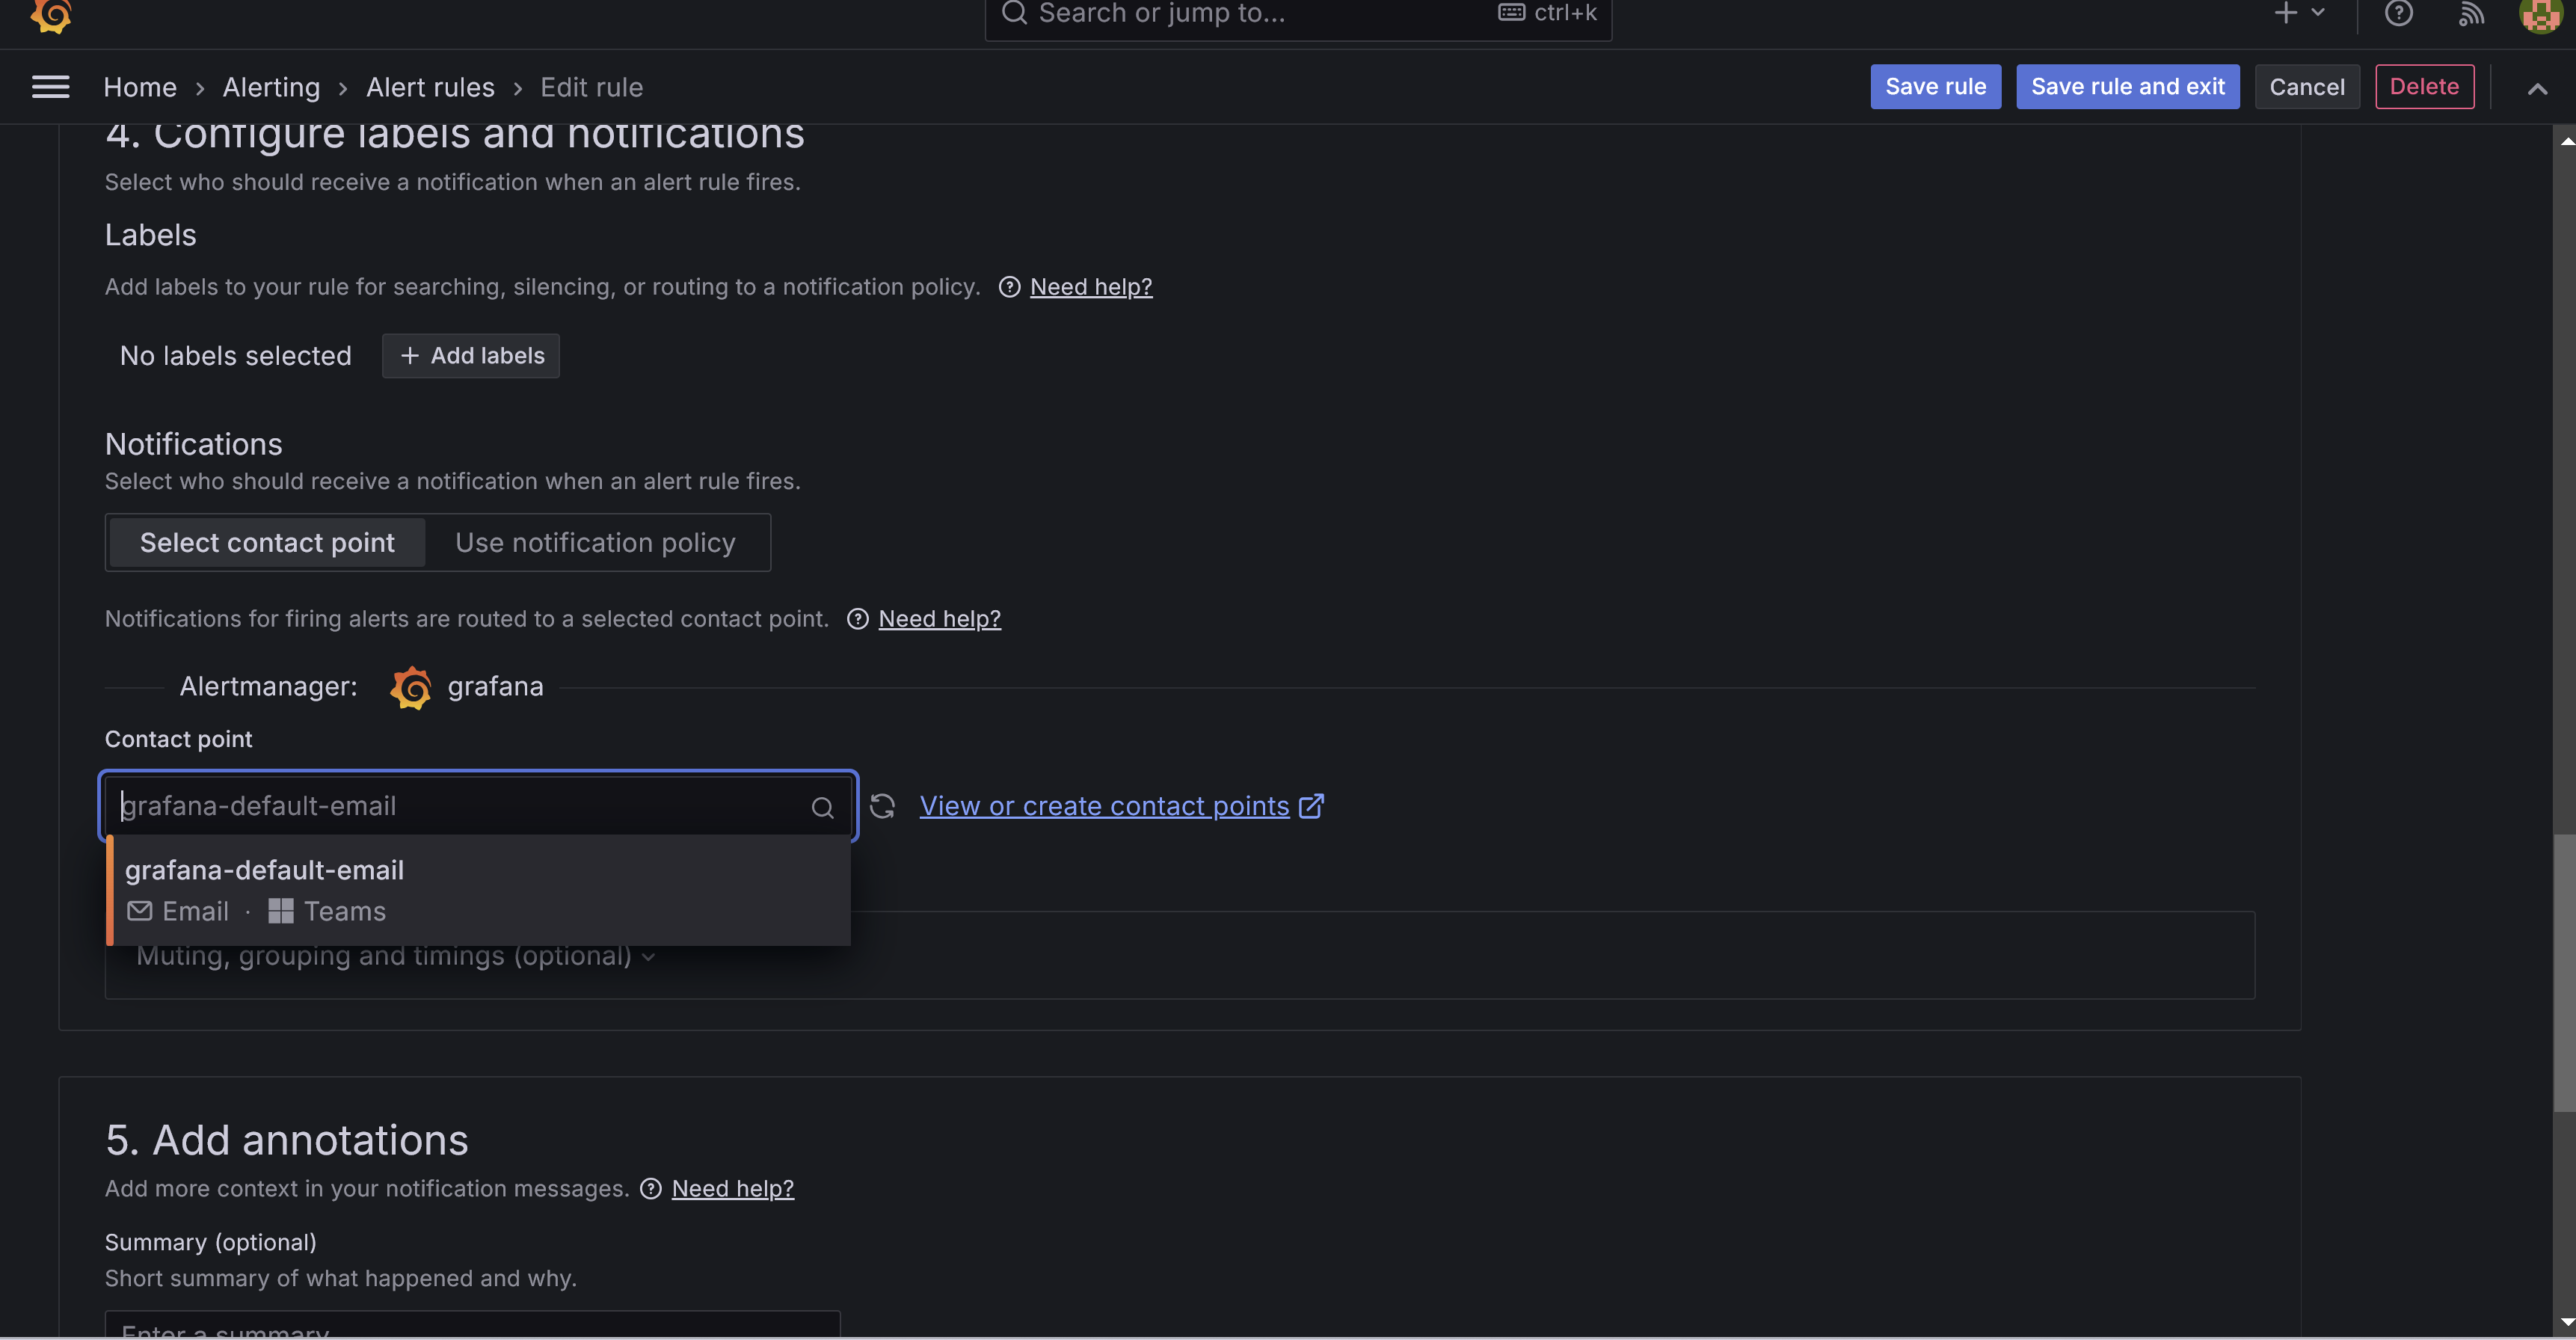 Search or jump to...
ctrl+k
Home
Alerting
Alert rules
Edit rule
Save rule
Save rule and exit
Cancel
Delete
4. Configure labels and notifications
Select who should receive a notification when an alert rule fires.
Labels
Add labels to your rule for searching, silencing, or routing to a notification policy.
Need help?
No labels selected
Add labels
Notifications
Select who should receive a notification when an alert rule fires.
Select contact point
Use notification policy
Notifications for firing alerts are routed to a selected contact point.
Need help?
Alertmanager:
grafana
Contact point
grafana-default-email
View or create contact points
grafana-default-email
Email · Teams
Muting, grouping and timings (optional)
5. Add annotations
Add more context in your notification messages.
Need help?
Summary (optional)
Short summary of what happened and why.
Enter a summary